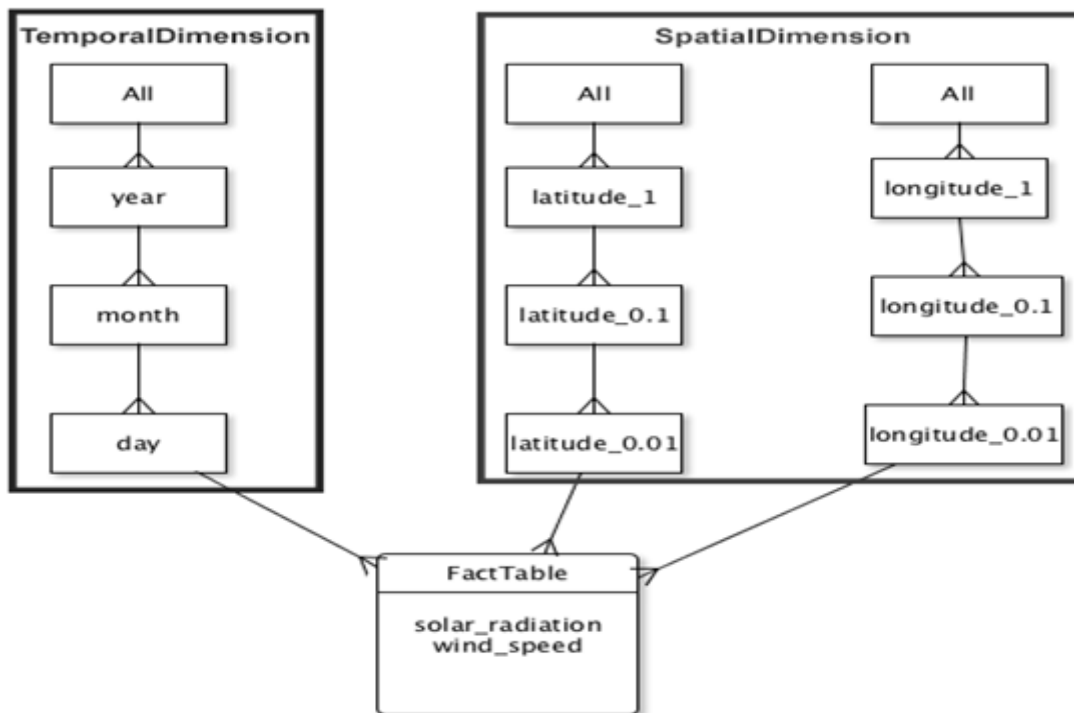 TemporalDimension
All
year
month
day
SpatialDimension
All
latitude_1
latitude_0.1
latitude_0.01
All
longitude_1
longitude_0.1
longitude_0.01
FactTable
solar_radiation
wind_speed